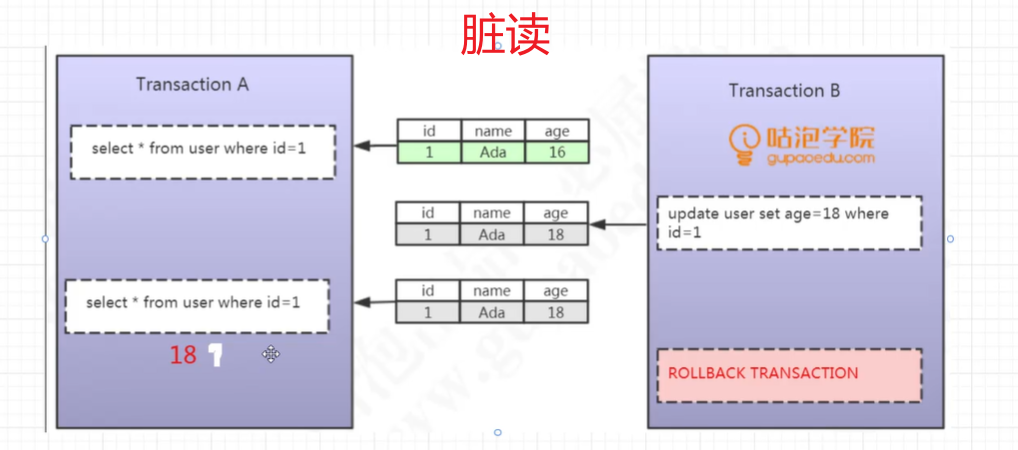 脏读
Transaction A
select * from user where id=1
id name age
1 Ada 16
Transaction B
咕泡学院
gupaoedu.com
id name age
1 Ada 18
update user set age=18 where
id=1
select * from user where id=1
id name age
1 Ada 18
18 ?
ROLLBACK TRANSACTION